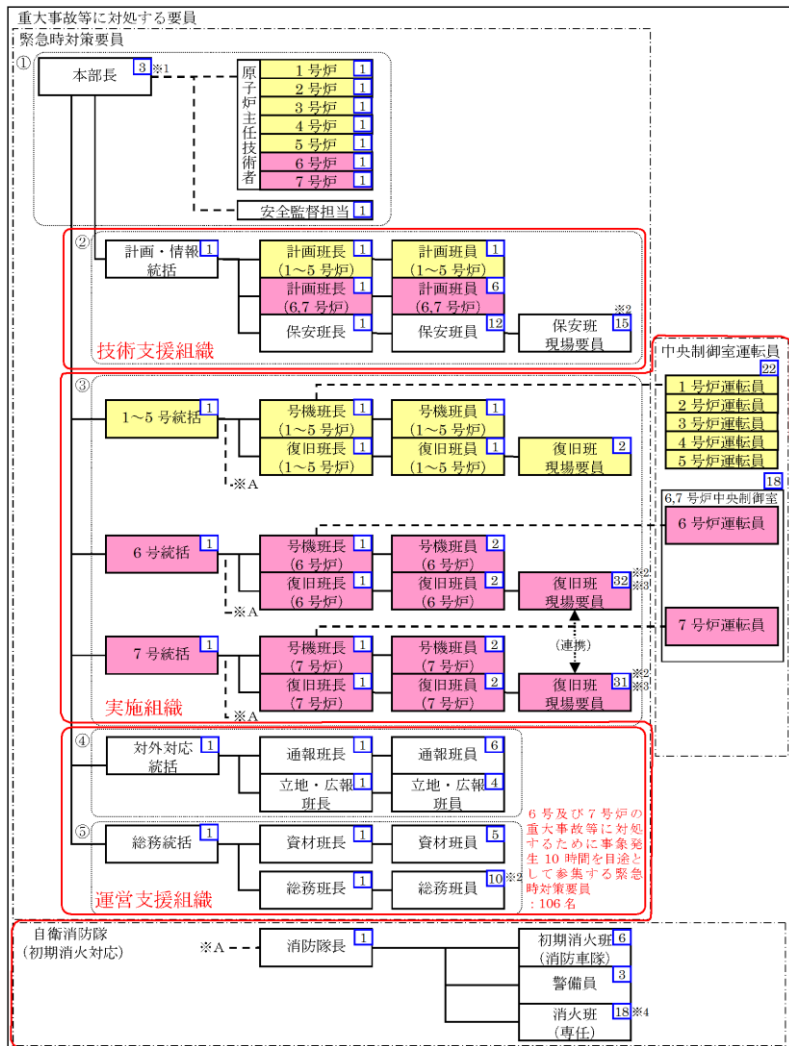 重大事故等に対処する要員
緊急時対策要員
①
本部長
3
※1
原子炉主任技術者
1号炉
1
2号炉
1
3号炉
1
4号炉
1
5号炉
1
6号炉
1
7号炉
1
安全監督担当
1
②
計画・情報
統括
1
計画班長
(1～5号炉)
1
計画班員
(1～5号炉)
1
計画班長
(6,7号炉)
1
計画班員
(6,7号炉)
6
保安班長
1
保安班員
12
保安班
現場要員
15
※2
技術支援組織
中央制御室運転員
22
1号炉運転員
2号炉運転員
3号炉運転員
4号炉運転員
5号炉運転員
18
6,7号炉中央制御室
6号炉運転員
7号炉運転員
③
1～5号統括
1
※A
号機班長
(1～5号炉)
1
号機班員
(1～5号炉)
1
復旧班長
(1～5号炉)
1
復旧班員
(1～5号炉)
1
復旧班
現場要員
2
6号統括
1
※A
号機班長
(6号炉)
1
号機班員
(6号炉)
2
復旧班長
(6号炉)
1
復旧班員
(6号炉)
2
復旧班
現場要員
32
※2
※3
(連携)
7号統括
1
※A
号機班長
(7号炉)
1
号機班員
(7号炉)
2
復旧班長
(7号炉)
1
復旧班員
(7号炉)
2
復旧班
現場要員
31
※2
※3
実施組織
④
対外対応
統括
1
通報班長
1
通報班員
6
立地・広報
班長
1
立地・広報
班員
4
⑤
総務統括
1
資材班長
1
資材班員
5
総務班長
1
総務班員
10
※2
運営支援組織
6号及び7号炉の
重大事故等に対処
するために事象発
生10時間を目途と
して参集する緊急
時対策要員
：106名
自衛消防隊
(初期消火対応)
※A
消防隊長
1
初期消火班
(消防車隊)
6
警備員
3
消火班
(専任)
18
※4